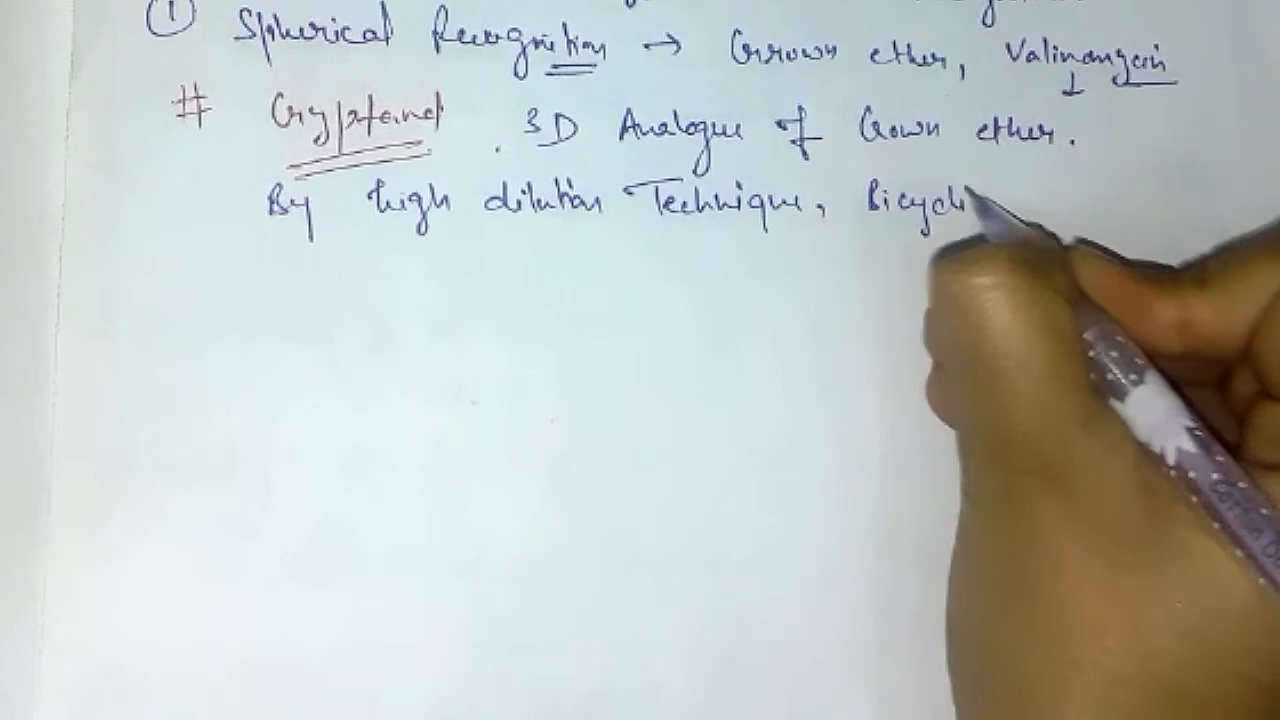 ① Spherical Recognition → Crown ether, Valinomycin
# Cryptand . 3D Analogue of Crown ether.
By high dilution Technique, Bicycli